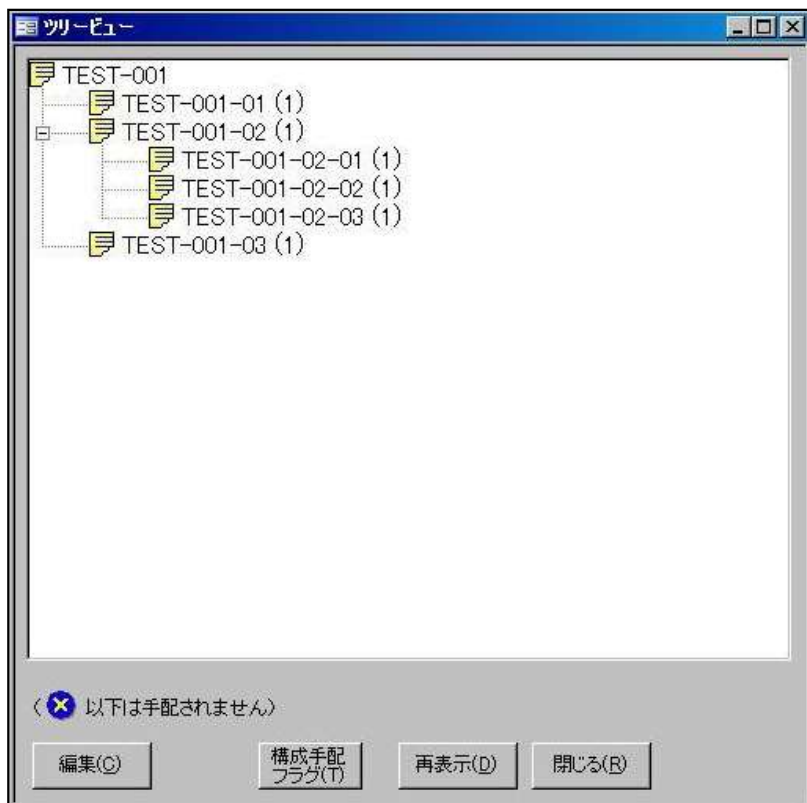 ツリービュー
TEST-001
TEST-001-01 (1)
TEST-001-02 (1)
TEST-001-02-01 (1)
TEST-001-02-02 (1)
TEST-001-02-03 (1)
TEST-001-03 (1)
( 以下は手配されません)
編集(C)
構成手配
フラグ(T)
再表示(D)
閉じる(R)